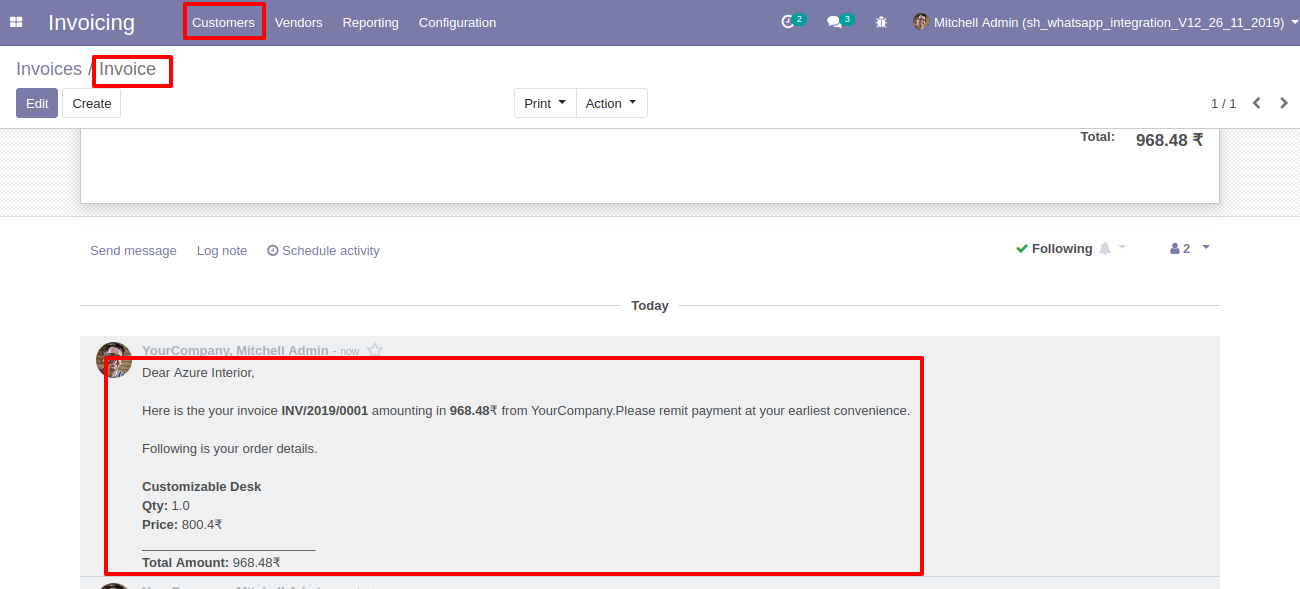 Invoicing Customers Vendors Reporting Configuration 2 3 Mitchell Admin (sh_whatsapp_integration_V12_26_11_2019)
Invoices / Invoice
Edit Create Print Action 1 / 1
Total: 968.48 ₹
Send message Log note Schedule activity Following 2
Today
YourCompany, Mitchell Admin - now
Dear Azure Interior,
Here is the your invoice INV/2019/0001 amounting in 968.48₹ from YourCompany.Please remit payment at your earliest convenience.
Following is your order details.
Customizable Desk
Qty: 1.0
Price: 800.4₹
________________________
Total Amount: 968.48₹